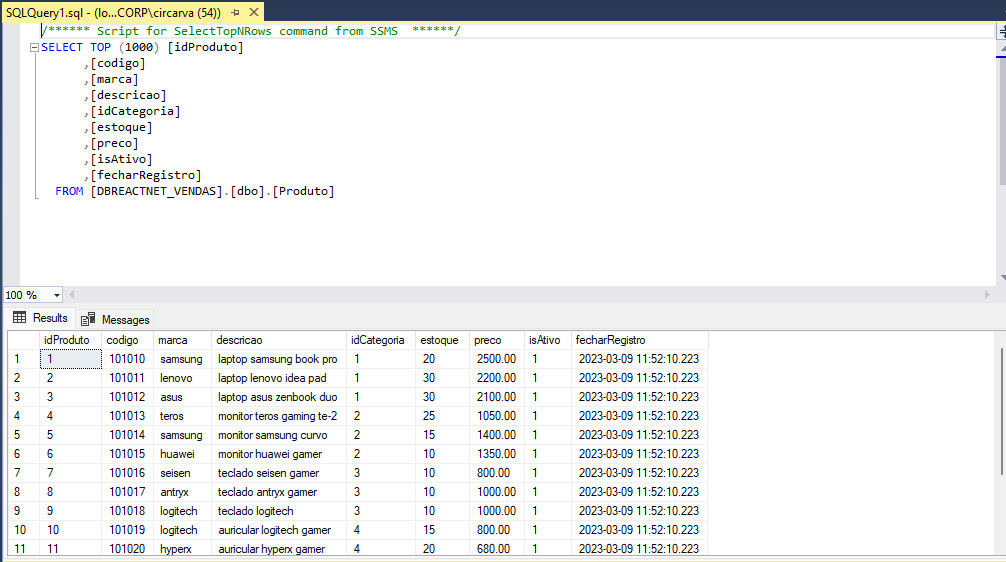 SQLQuery1.sql - (lo...CORP\circarva (54))
/****** Script for SelectTopNRows command from SSMS  ******/
SELECT TOP (1000) [idProduto]
,[codigo]
,[marca]
,[descricao]
,[idCategoria]
,[estoque]
,[preco]
,[isAtivo]
,[fecharRegistro]
FROM [DBREACTNET_VENDAS].[dbo].[Produto]
100 %
Results Messages
idProduto codigo marca descricao idCategoria estoque preco isAtivo fecharRegistro
1 1 101010 samsung laptop samsung book pro 1 20 2500.00 1 2023-03-09 11:52:10.223
2 2 101011 lenovo laptop lenovo idea pad 1 30 2200.00 1 2023-03-09 11:52:10.223
3 3 101012 asus laptop asus zenbook duo 1 30 2100.00 1 2023-03-09 11:52:10.223
4 4 101013 teros monitor teros gaming te-2 2 25 1050.00 1 2023-03-09 11:52:10.223
5 5 101014 samsung monitor samsung curvo 2 15 1400.00 1 2023-03-09 11:52:10.223
6 6 101015 huawei monitor huawei gamer 2 10 1350.00 1 2023-03-09 11:52:10.223
7 7 101016 seisen teclado seisen gamer 3 10 800.00 1 2023-03-09 11:52:10.223
8 8 101017 antryx teclado antryx gamer 3 10 1000.00 1 2023-03-09 11:52:10.223
9 9 101018 logitech teclado logitech 3 10 1000.00 1 2023-03-09 11:52:10.223
10 10 101019 logitech auricular logitech gamer 4 15 800.00 1 2023-03-09 11:52:10.223
11 11 101020 hyperx auricular hyperx gamer 4 20 680.00 1 2023-03-09 11:52:10.223